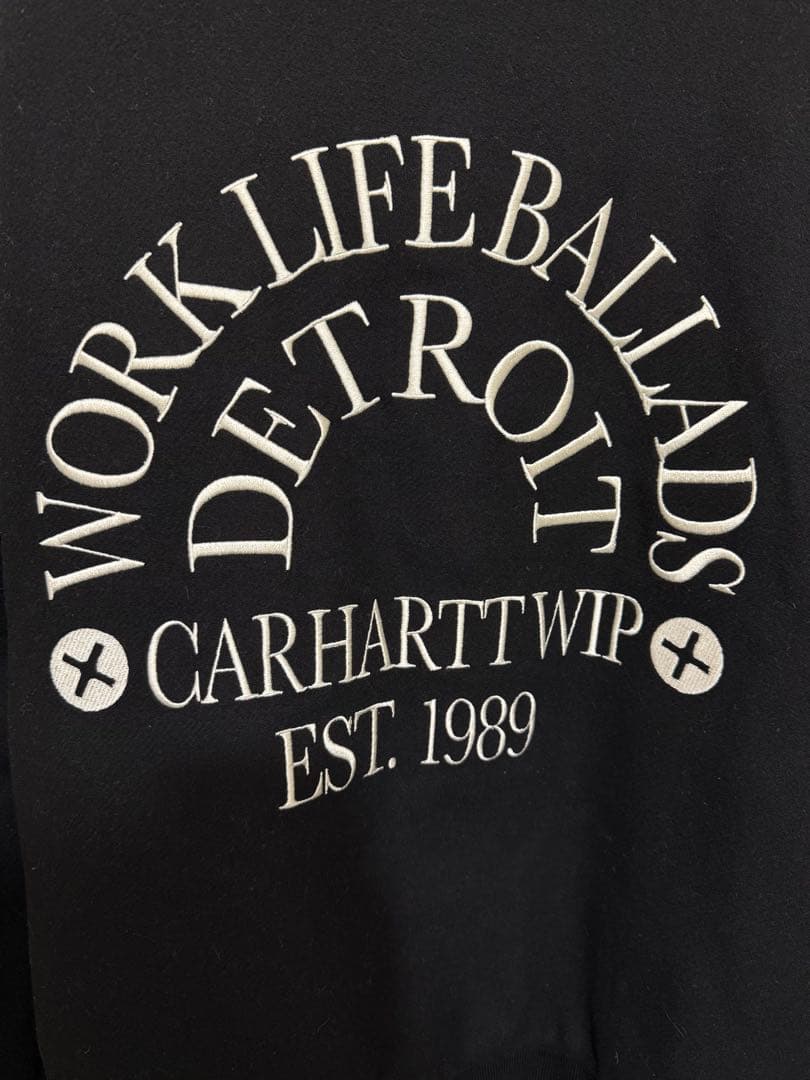 WORK LIFE BALLADS
DETROIT
CARHARTT WIP
EST. 1989